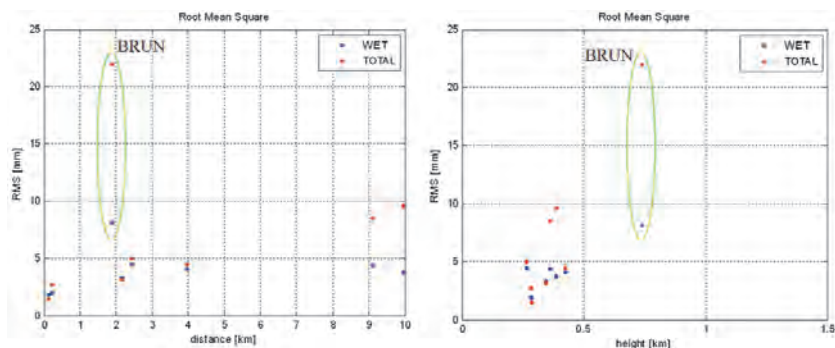 Root Mean Square
25
20
15
10
5
0
RMS [mm]
BRUN
WET
TOTAL
0 1 2 3 4 5 6 7 8 9 10
distance [km]
Root Mean Square
25
20
15
10
5
0
RMS [mm]
BRUN
WET
TOTAL
0 0.5 1 1.5
height [km]